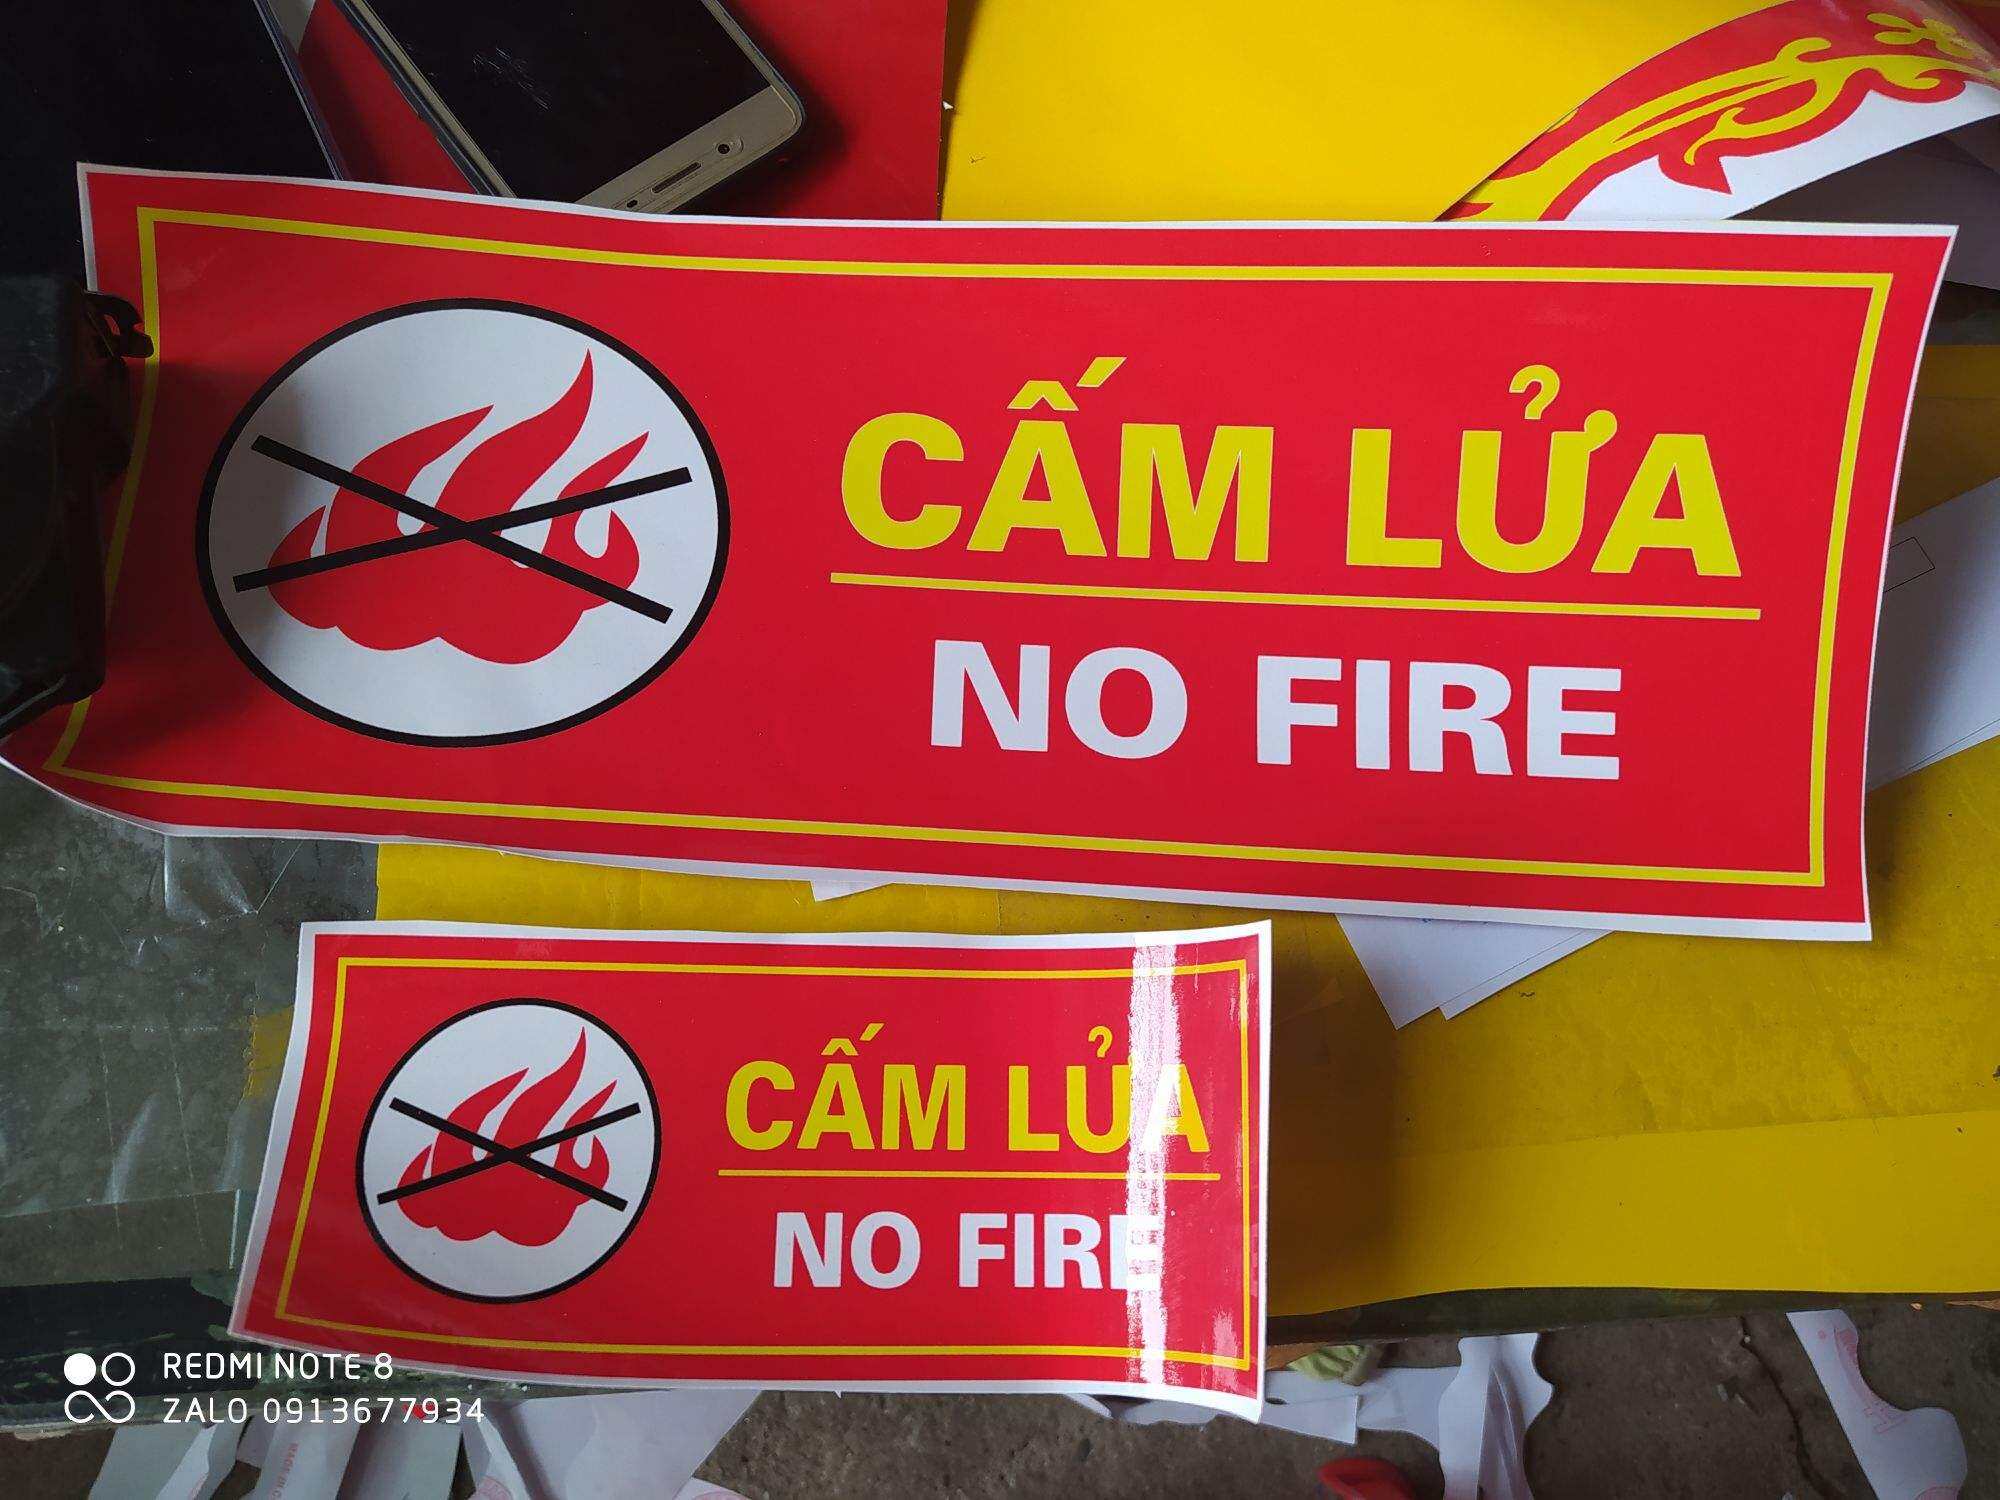 CẤM LỬA
NO FIRE
CẤM LỬA
NO FIRE
REDMI NOTE 8
ZALO 0913677934